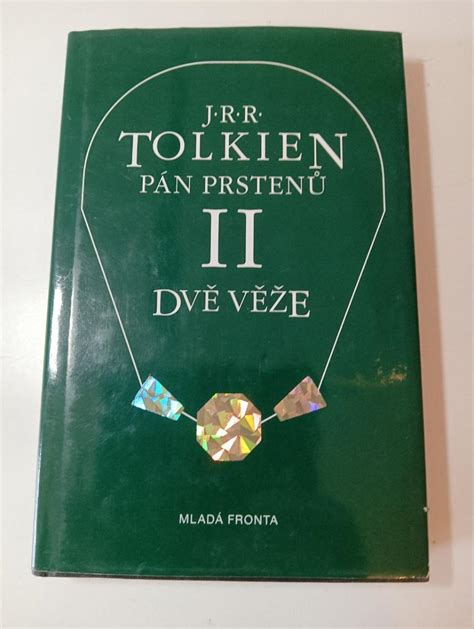 J·R·R·
TOLKIEN
PÁN PRSTENŮ
II
DVĚ VĚŽE
MLADÁ FRONTA